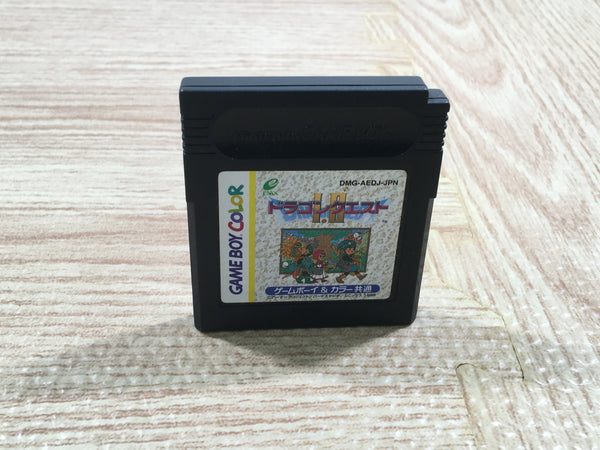 DMG-AEDJ-JPN
ENIX
ドラゴンクエスト
I・II
GAME BOY COLOR
ゲームボーイ & カラー 共通